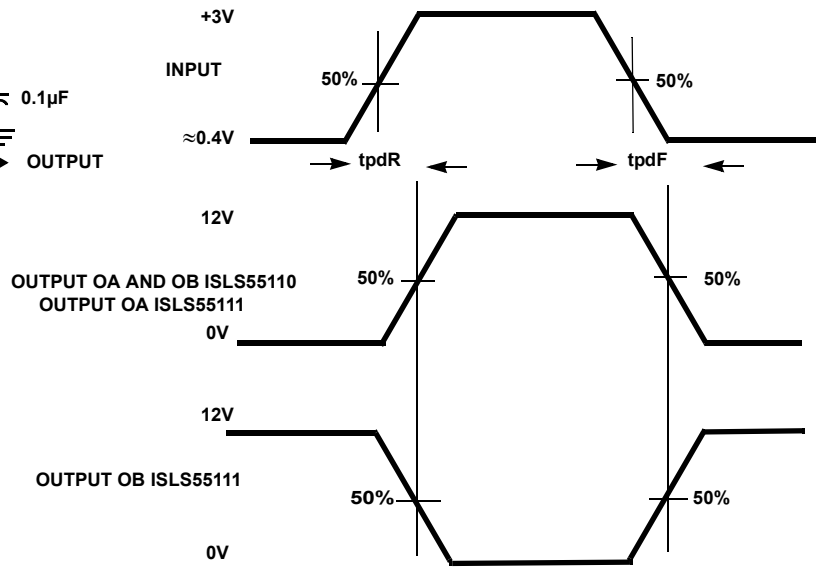 +3V
INPUT
50%
50%
0.1µF
≈0.4V
OUTPUT
tpdR
tpdF
12V
OUTPUT OA AND OB ISLS55110
50%
50%
OUTPUT OA ISLS55111
0V
12V
OUTPUT OB ISLS55111
50%
50%
0V